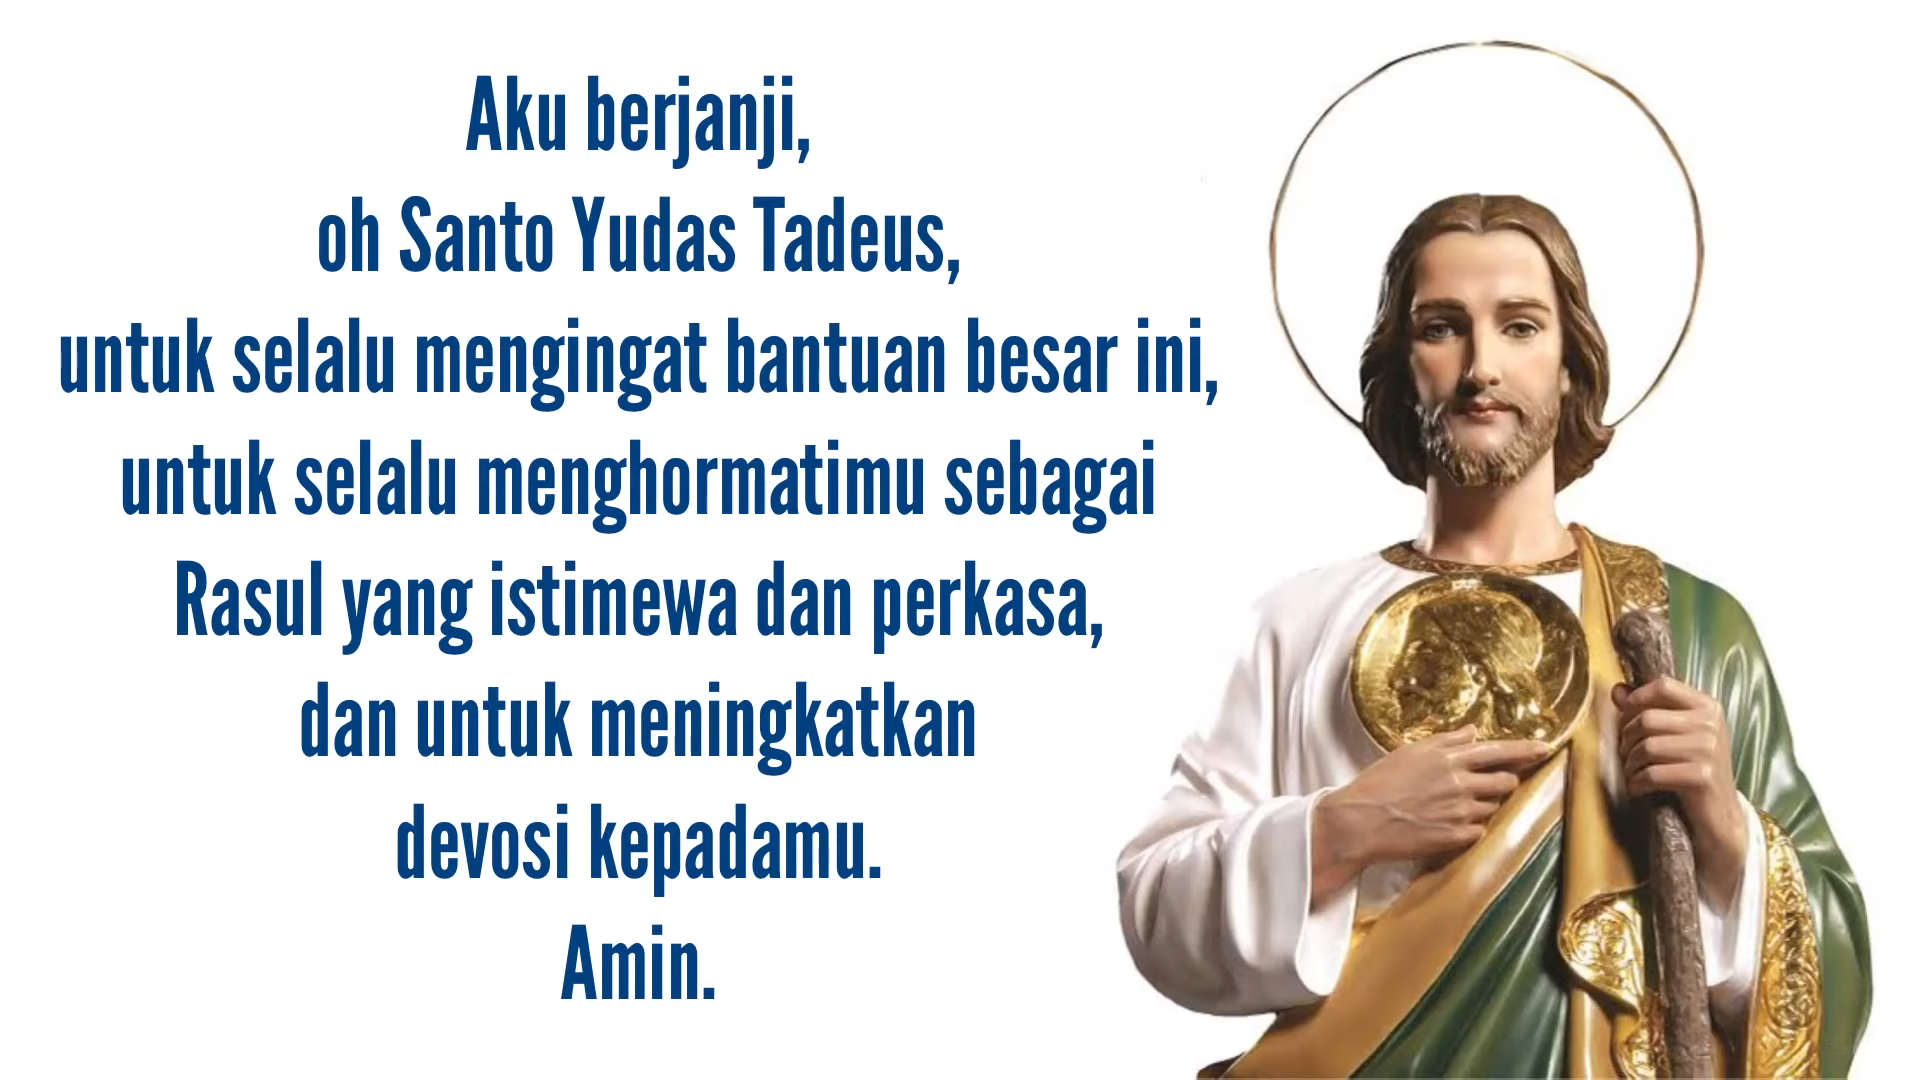 Aku berjanji,
oh Santo Yudas Tadeus,
untuk selalu mengingat bantuan besar ini,
untuk selalu menghormatimu sebagai
Rasul yang istimewa dan perkasa,
dan untuk meningkatkan
devosi kepadamu.
Amin.